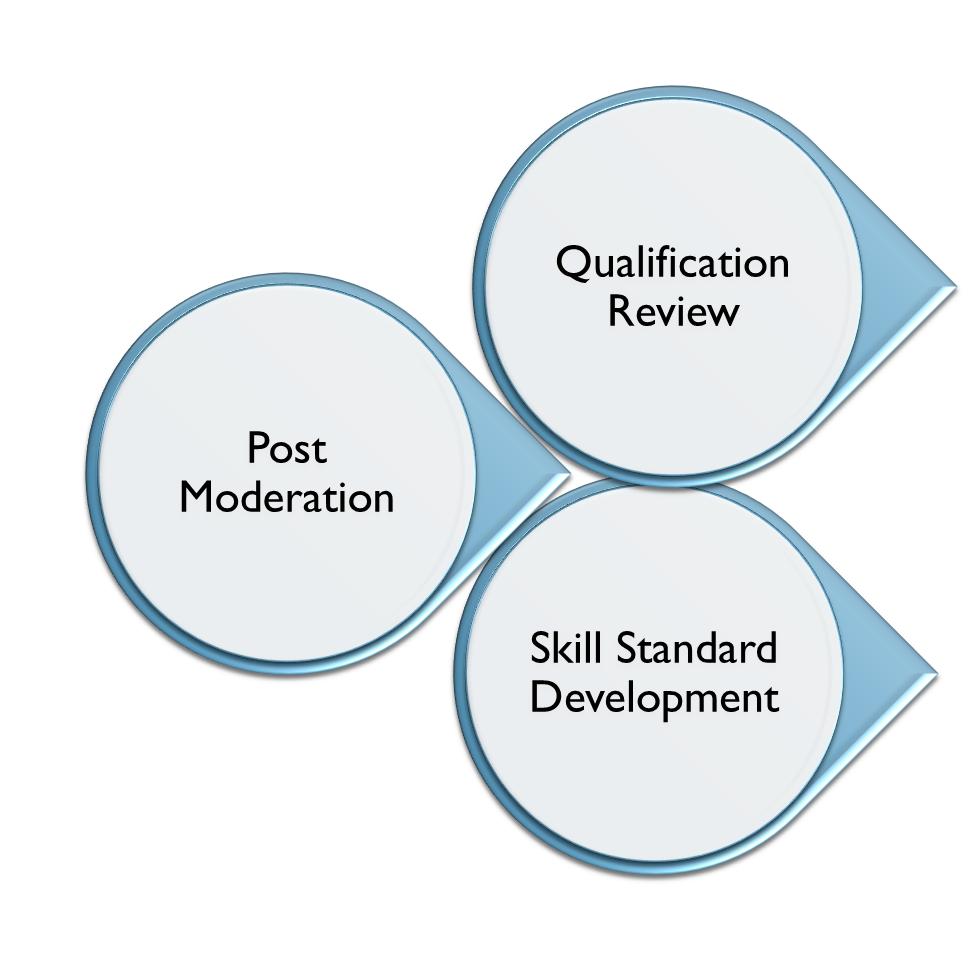 Qualification
Review
Post
Moderation
Skill Standard
Development